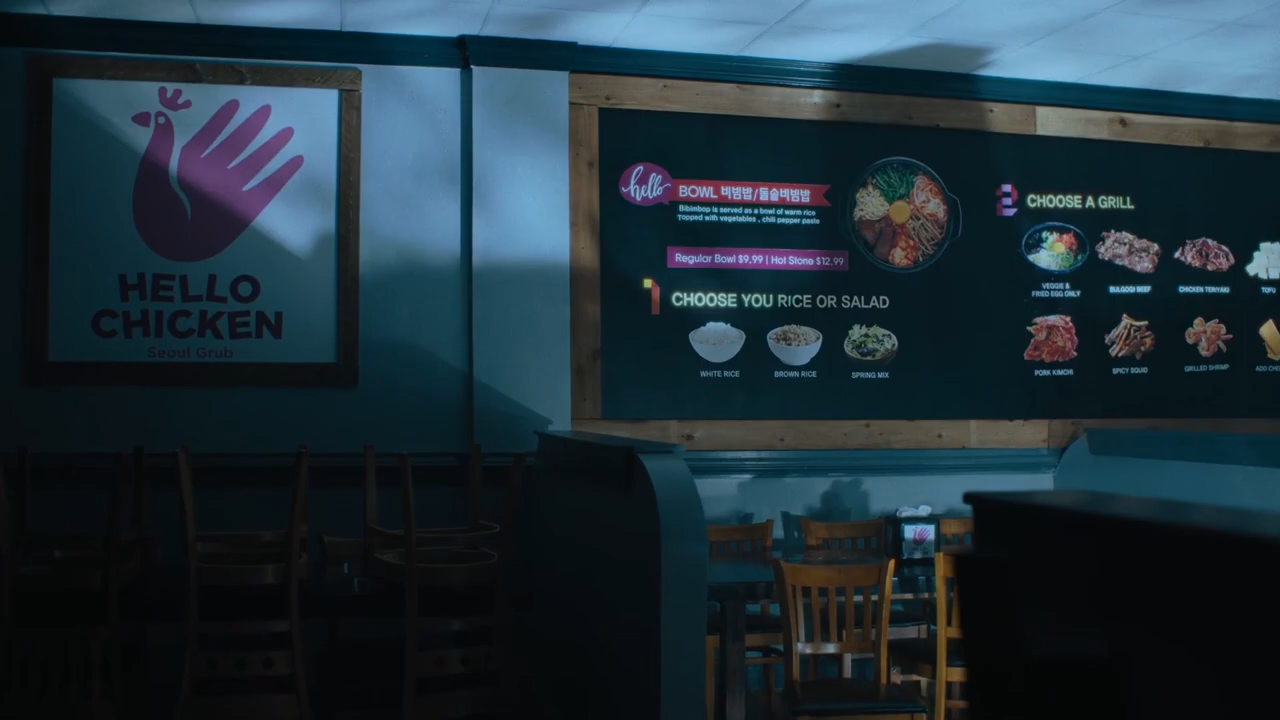 HELLO
CHICKEN
Seoul Grub
hello
BOWL 비빔밥/돌솥비빔밥
Bibimbop is served as a bowl of warm rice
Topped with vegetables , chili pepper paste
Regular Bowl $9.99 | Hot Stone $12.99
1 CHOOSE YOU RICE OR SALAD
WHITE RICE
BROWN RICE
SPRING MIX
2 CHOOSE A GRILL
VEGGIE &
FRIED EGG ONLY
BULGOGI BEEF
CHICKEN TERIYAKI
TOFU
PORK KIMCHI
SPICY SQUID
GRILLED SHRIMP
ADD